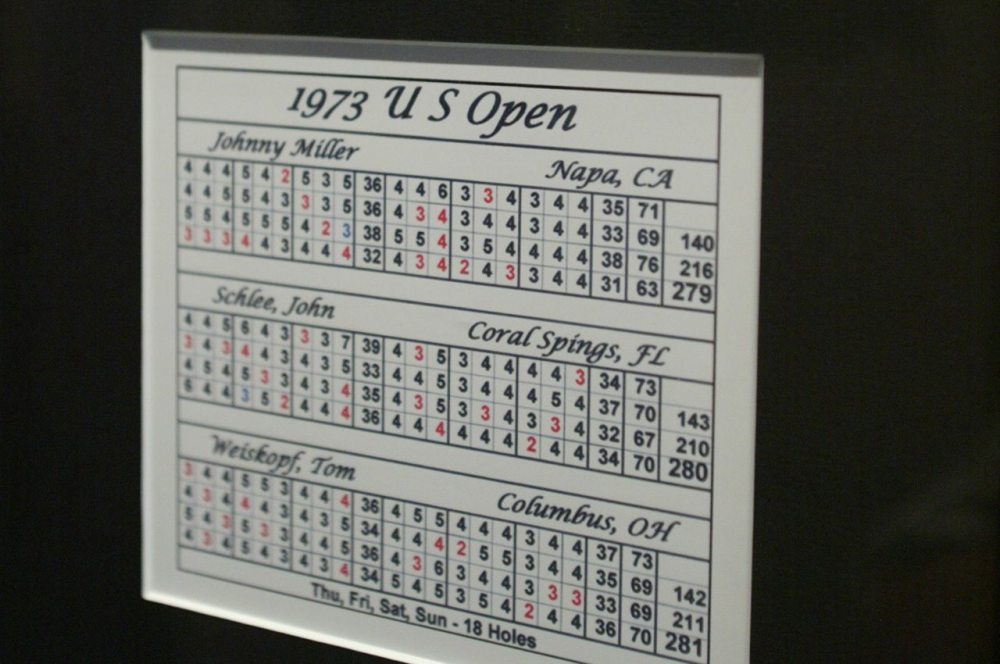 1973 U S Open
Johnny Miller Napa, CA
4 4 4 5 4 2 5 3 5 36 4 4 6 3 3 4 3 4 4 35 71
4 4 5 5 4 3 3 3 5 36 4 3 4 3 4 4 3 4 4 33 69 140
5 5 4 5 5 5 4 2 3 38 5 5 4 3 5 4 4 4 4 38 76 216
3 3 3 4 4 3 4 4 4 32 4 3 4 2 4 3 3 4 4 31 63 279
Schlee, John Coral Spings, FL
4 4 5 6 4 3 3 3 7 39 4 3 5 3 4 4 4 4 3 34 73
3 4 3 4 4 3 4 3 5 33 4 4 5 3 4 4 4 5 4 37 70 143
4 5 4 5 3 3 4 3 4 35 4 3 5 3 3 4 3 3 4 32 67 210
6 4 4 3 5 2 4 4 4 36 4 4 4 4 4 4 2 4 4 34 70 280
Weiskopf, Tom Columbus, OH
3 4 4 5 5 3 4 4 4 36 4 5 5 4 4 4 3 4 4 37 73
4 3 4 4 4 3 4 3 5 34 4 4 4 2 5 5 3 4 4 35 69 142
5 4 3 5 3 3 4 4 5 36 4 3 6 3 4 4 3 3 3 33 69 211
4 3 4 5 4 3 4 3 4 34 5 4 5 3 5 4 2 4 4 36 70 281
Thu, Fri, Sat, Sun - 18 Holes